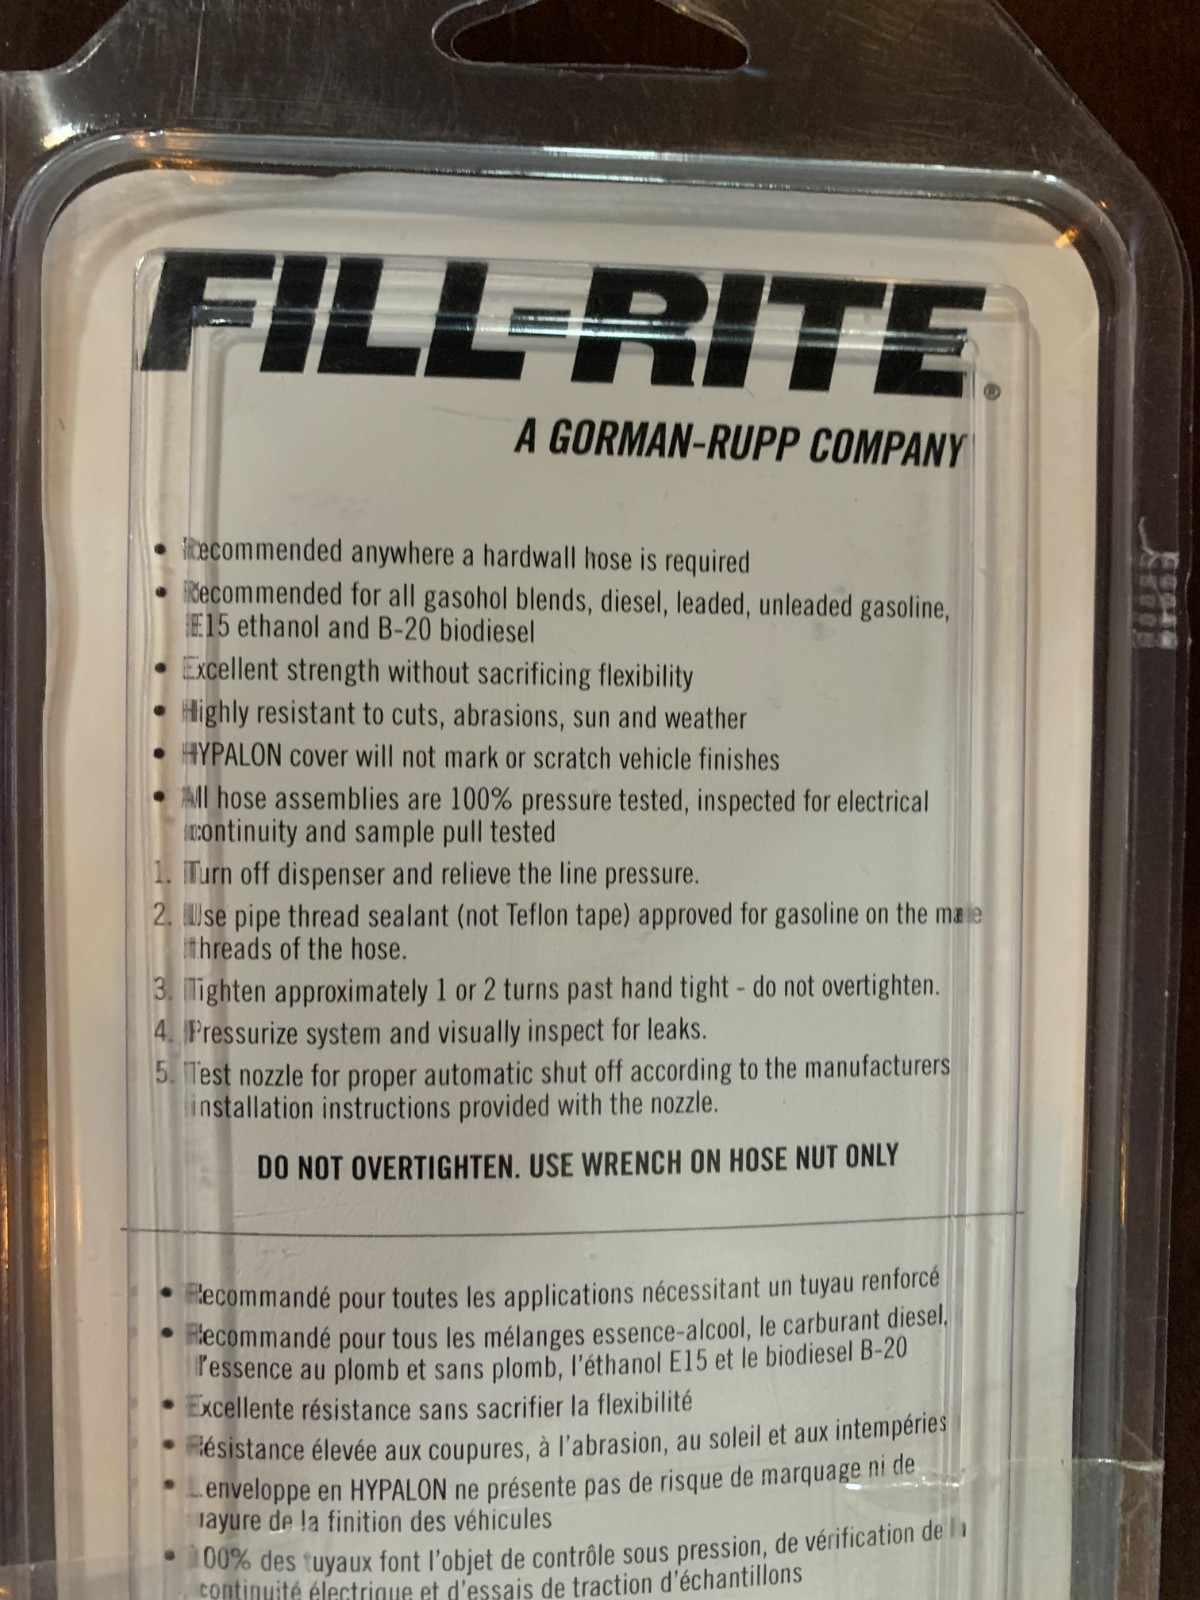 FILL-RITE®
A GORMAN-RUPP COMPANY
• Recommended anywhere a hardwall hose is required
• Recommended for all gasohol blends, diesel, leaded, unleaded gasoline,
E15 ethanol and B-20 biodiesel
• Excellent strength without sacrificing flexibility
• Highly resistant to cuts, abrasions, sun and weather
• HYPALON cover will not mark or scratch vehicle finishes
• All hose assemblies are 100% pressure tested, inspected for electrical
continuity and sample pull tested
1. Turn off dispenser and relieve the line pressure.
2. Use pipe thread sealant (not Teflon tape) approved for gasoline on the male
threads of the hose.
3. Tighten approximately 1 or 2 turns past hand tight - do not overtighten.
4. Pressurize system and visually inspect for leaks.
5. Test nozzle for proper automatic shut off according to the manufacturers
installation instructions provided with the nozzle.
DO NOT OVERTIGHTEN. USE WRENCH ON HOSE NUT ONLY
• Recommandé pour toutes les applications nécessitant un tuyau renforcé
• Recommandé pour tous les mélanges essence-alcool, le carburant diesel,
l'essence au plomb et sans plomb, l'éthanol E15 et le biodiesel B-20
• Excellente résistance sans sacrifier la flexibilité
• Résistance élevée aux coupures, à l'abrasion, au soleil et aux intempéries
• L'enveloppe en HYPALON ne présente pas de risque de marquage ni de
rayure de la finition des véhicules
• 100% des tuyaux font l'objet de contrôle sous pression, de vérification de la
continuité électrique et d'essais de traction d'échantillons